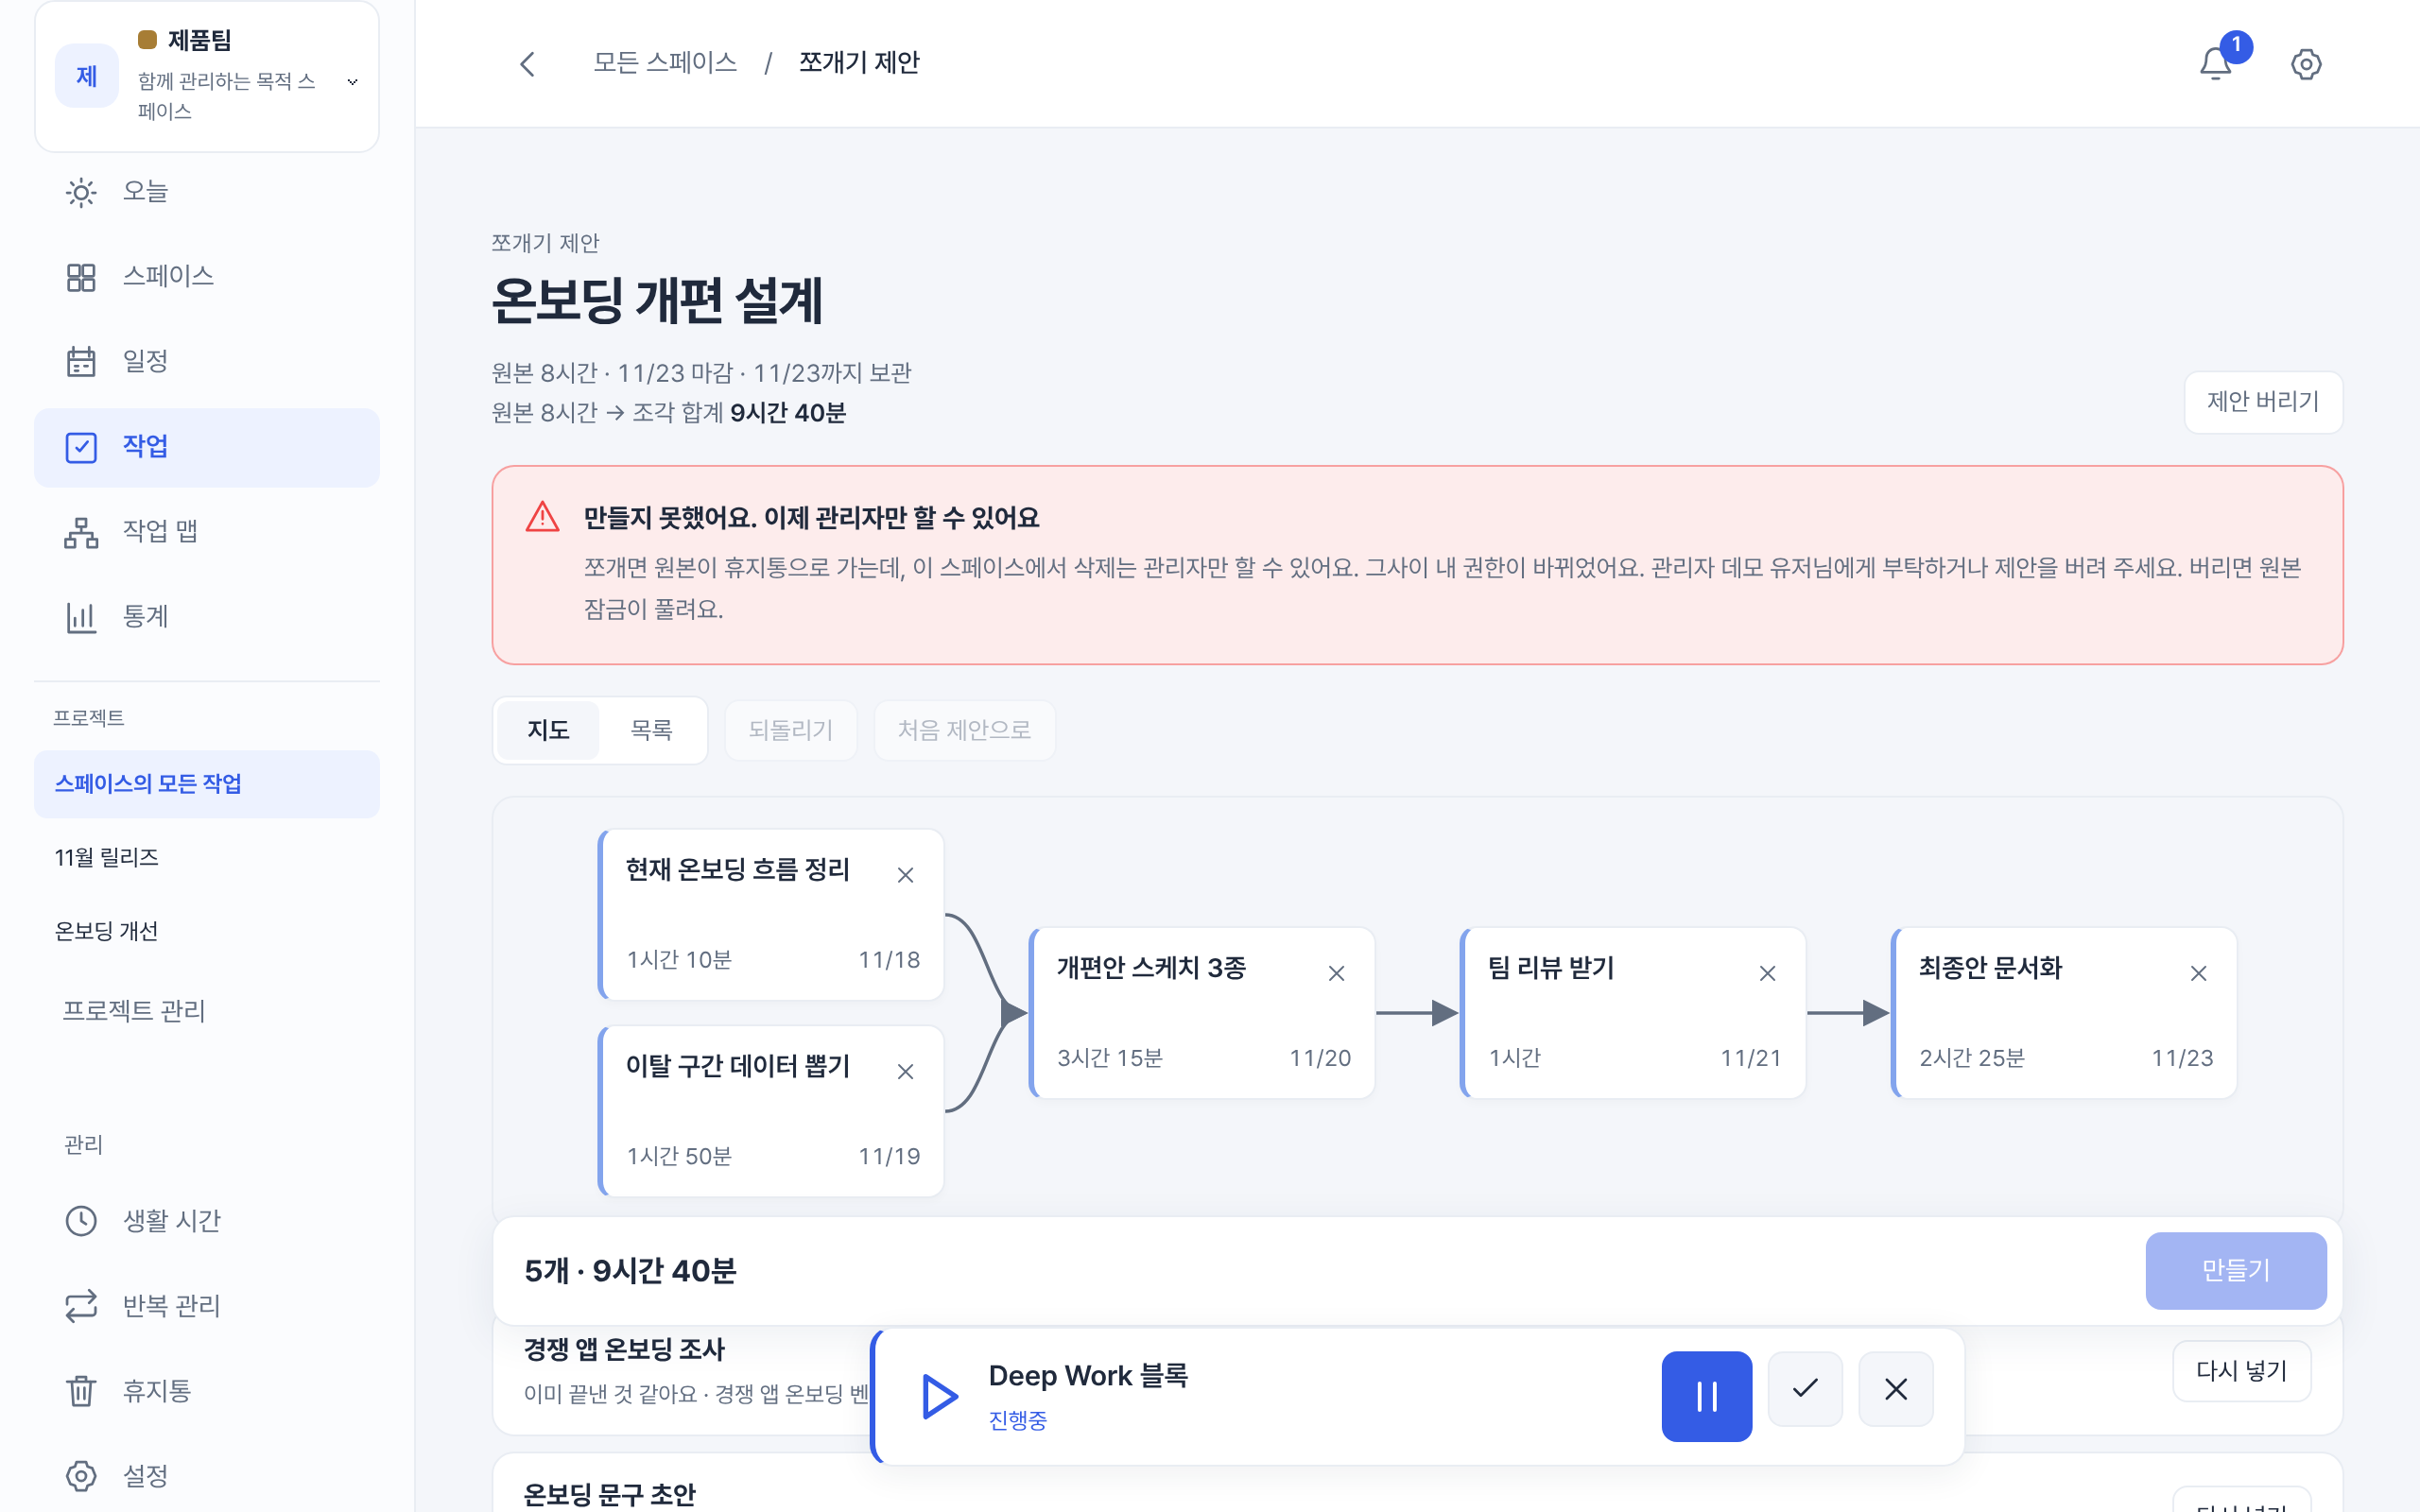 제
제품팀
함께 관리하는 목적 스
페이스
오늘
스페이스
일정
작업
작업 맵
통계
프로젝트
스페이스의 모든 작업
11월 릴리즈
온보딩 개선
프로젝트 관리
관리
생활 시간
반복 관리
휴지통
설정
모든 스페이스 / 쪼개기 제안
1
쪼개기 제안
온보딩 개편 설계
원본 8시간 · 11/23 마감 · 11/23까지 보관
원본 8시간 → 조각 합계 9시간 40분
제안 버리기
만들지 못했어요. 이제 관리자만 할 수 있어요
쪼개면 원본이 휴지통으로 가는데, 이 스페이스에서 삭제는 관리자만 할 수 있어요. 그사이 내 권한이 바뀌었어요. 관리자 데모 유저님에게 부탁하거나 제안을 버려 주세요. 버리면 원본
잠금이 풀려요.
지도 목록 되돌리기 처음 제안으로
현재 온보딩 흐름 정리
1시간 10분 11/18
이탈 구간 데이터 뽑기
1시간 50분 11/19
개편안 스케치 3종
3시간 15분 11/20
팀 리뷰 받기
1시간 11/21
최종안 문서화
2시간 25분 11/23
5개 · 9시간 40분
만들기
경쟁 앱 온보딩 조사
이미 끝낸 것 같아요 · 경쟁 앱 온보딩 벤
다시 넣기
Deep Work 블록
진행중
온보딩 문구 초안